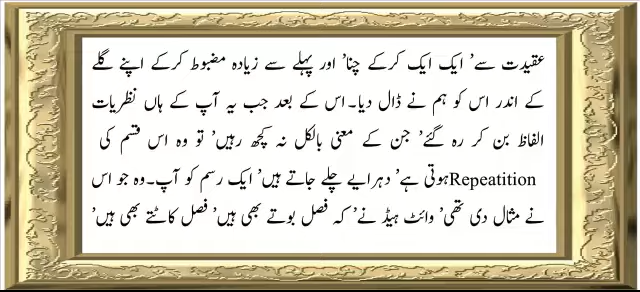 عقیدت سے’ ایک ایک کرکے چنا’ اور پہلے سے زیادہ مضبوط کرکے اپنے گلے
کے اندر اس کو ہم نے ڈال دیا۔ اس کے بعد جب یہ آپ کے ہاں نظریات
الفاظ بن کر رہ گئے’ جن کے معنی بالکل نہ کچھ رہیں’ تو وہ اس قسم کی
Repeatition ہوتی ہے’ دہرایے چلے جاتے ہیں’ ایک رسم کو آپ۔ وہ جو اس
نے مثال دی تھی’ وائٹ ہیڈ نے’ کہ فصل بوتے بھی ہیں’ فصل کاٹتے بھی ہیں’